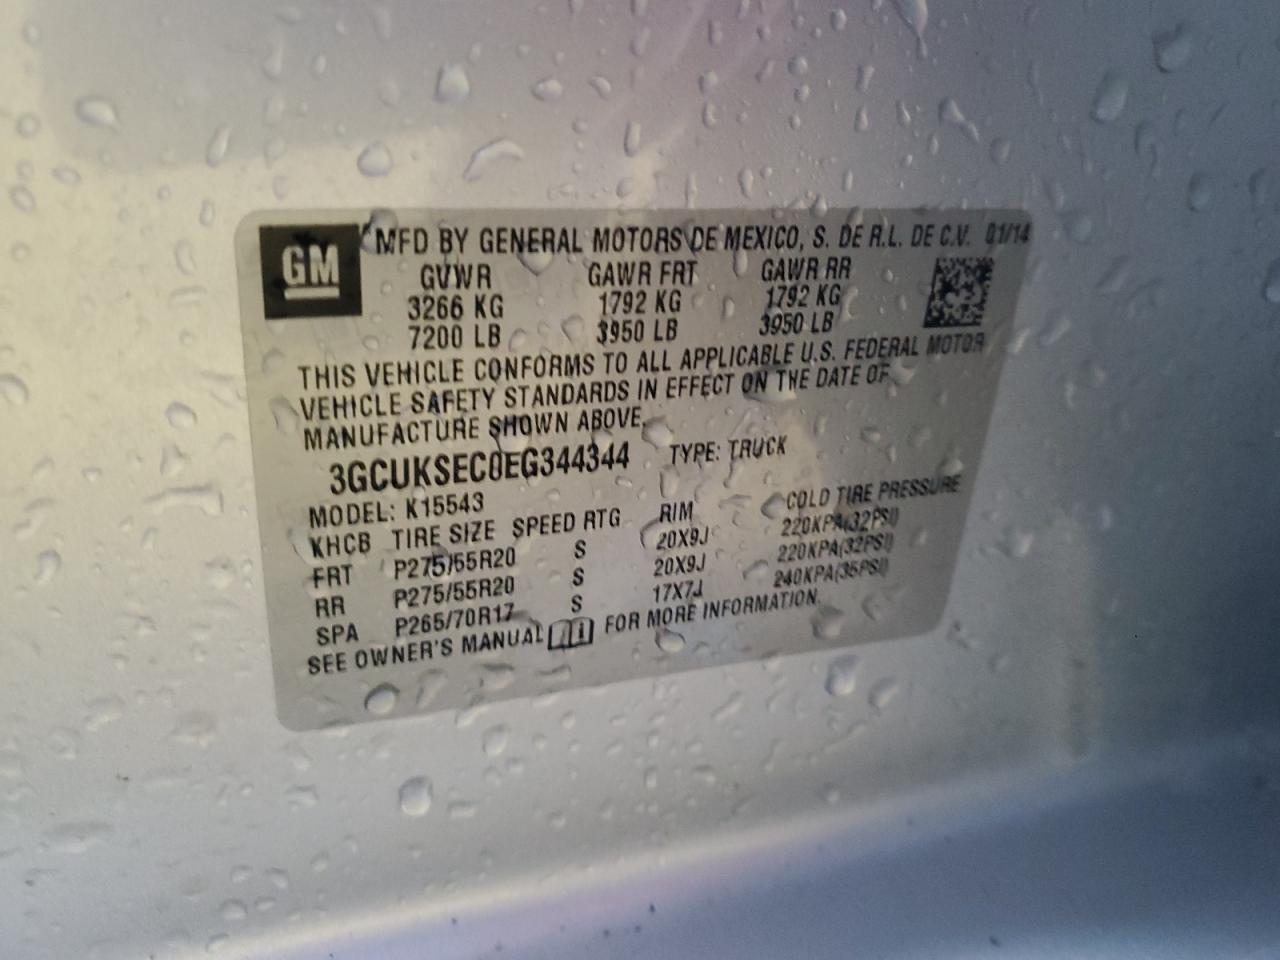 GM
MFD BY GENERAL MOTORS DE MEXICO, S. DE R.L. DE C.V. 01/14
GVWR GAWR FRT GAWR RR
3266 KG 1792 KG 1792 KG
7200 LB 3950 LB 3950 LB
THIS VEHICLE CONFORMS TO ALL APPLICABLE U.S. FEDERAL MOTOR
VEHICLE SAFETY STANDARDS IN EFFECT ON THE DATE OF
MANUFACTURE SHOWN ABOVE.
3GCUKSEC0EG344344 TYPE: TRUCK
MODEL: K15543
KHCB TIRE SIZE SPEED RTG RIM COLD TIRE PRESSURE
FRT P275/55R20 S 20X9J 220KPA(32PSI)
RR P275/55R20 S 20X9J 220KPA(32PSI)
SPA P265/70R17 S 17X7J 240KPA(35PSI)
SEE OWNER'S MANUAL FOR MORE INFORMATION.